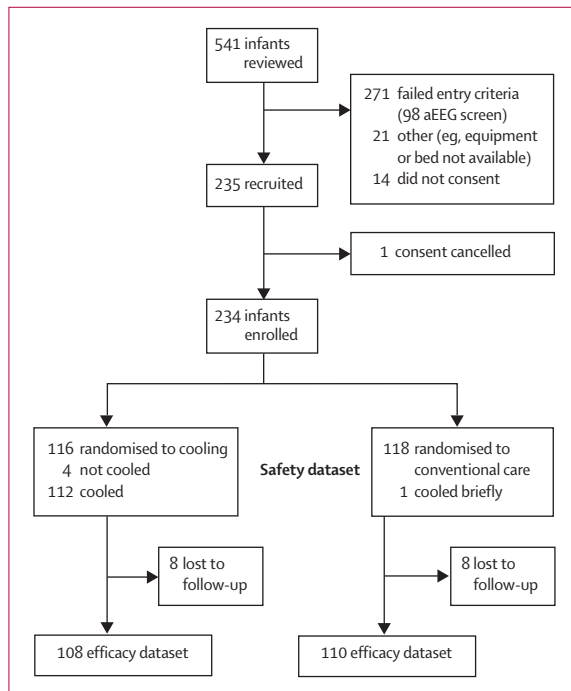 541 infants
reviewed
271 failed entry criteria
(98 aEEG screen)
21 other (eg, equipment
or bed not available)
14 did not consent
235 recruited
1 consent cancelled
234 infants
enrolled
116 randomised to cooling
4 not cooled
112 cooled
Safety dataset
118 randomised to
conventional care
1 cooled briefly
8 lost to
follow-up
8 lost to
follow-up
108 efficacy dataset
110 efficacy dataset